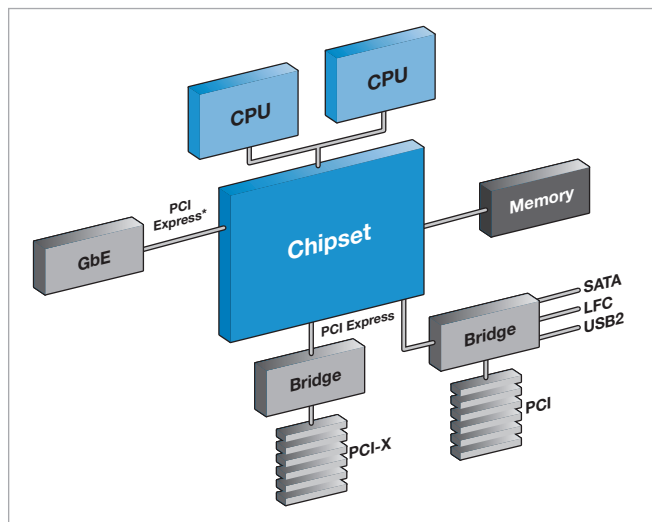 CPU
CPU
PCI
Express*
GbE
Chipset
Memory
SATA
LFC
USB2
PCI Express
Bridge
Bridge
PCI
PCI-X